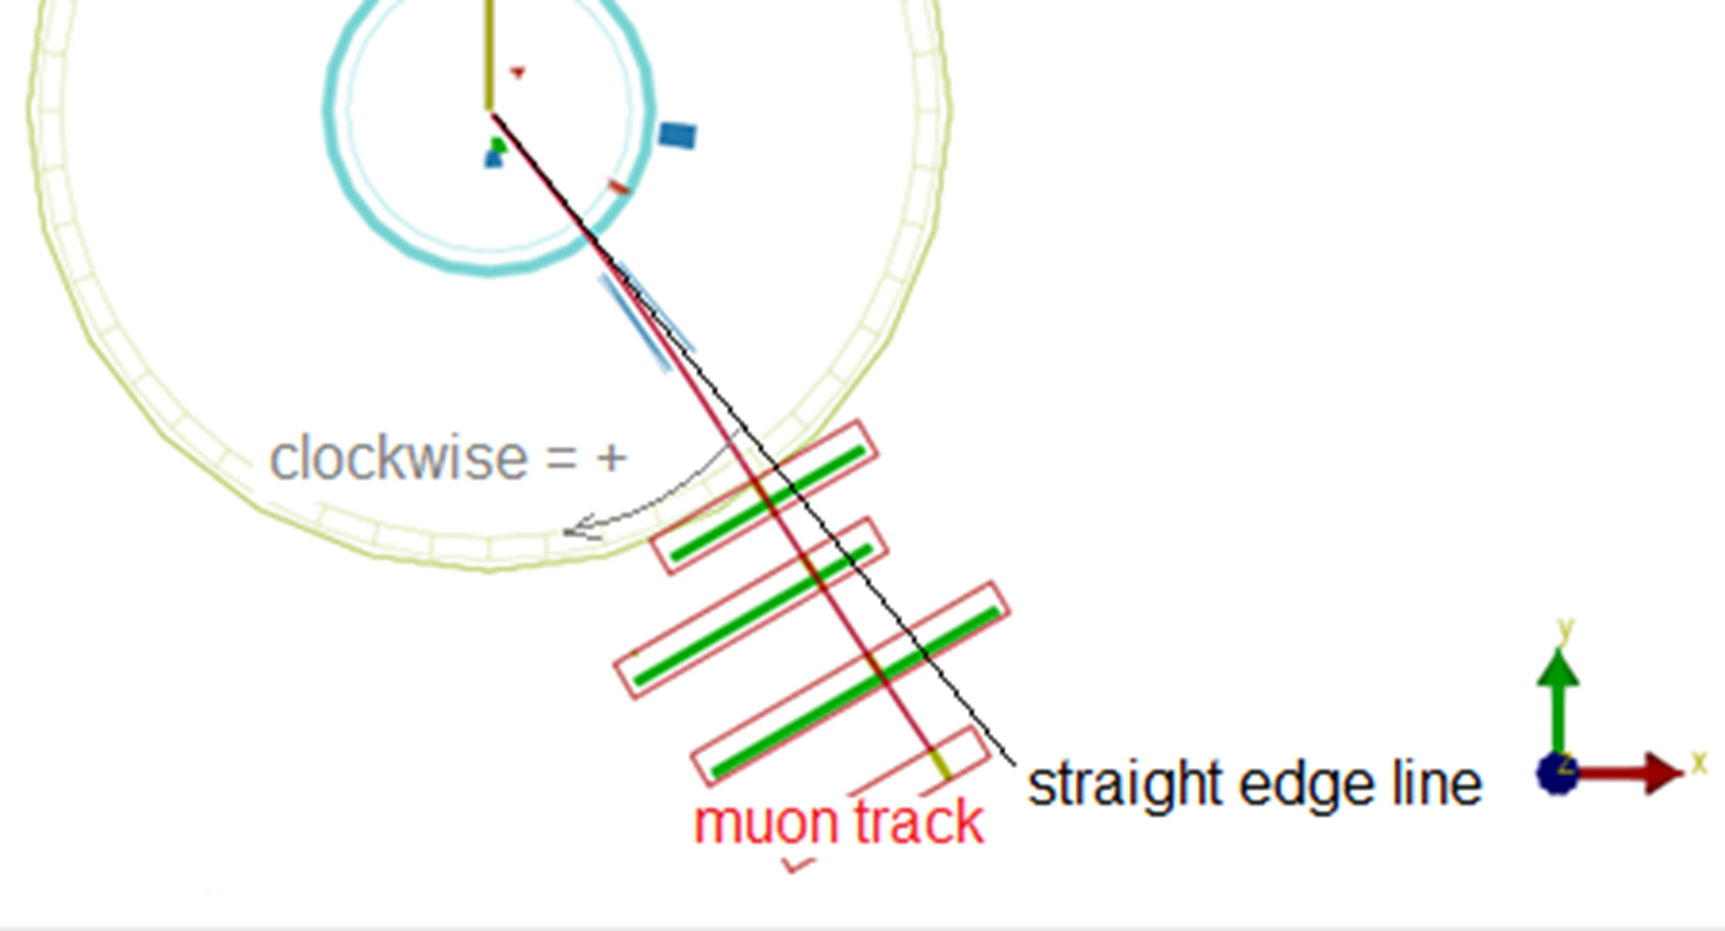 clockwise = +
y
z
x
straight edge line
muon track